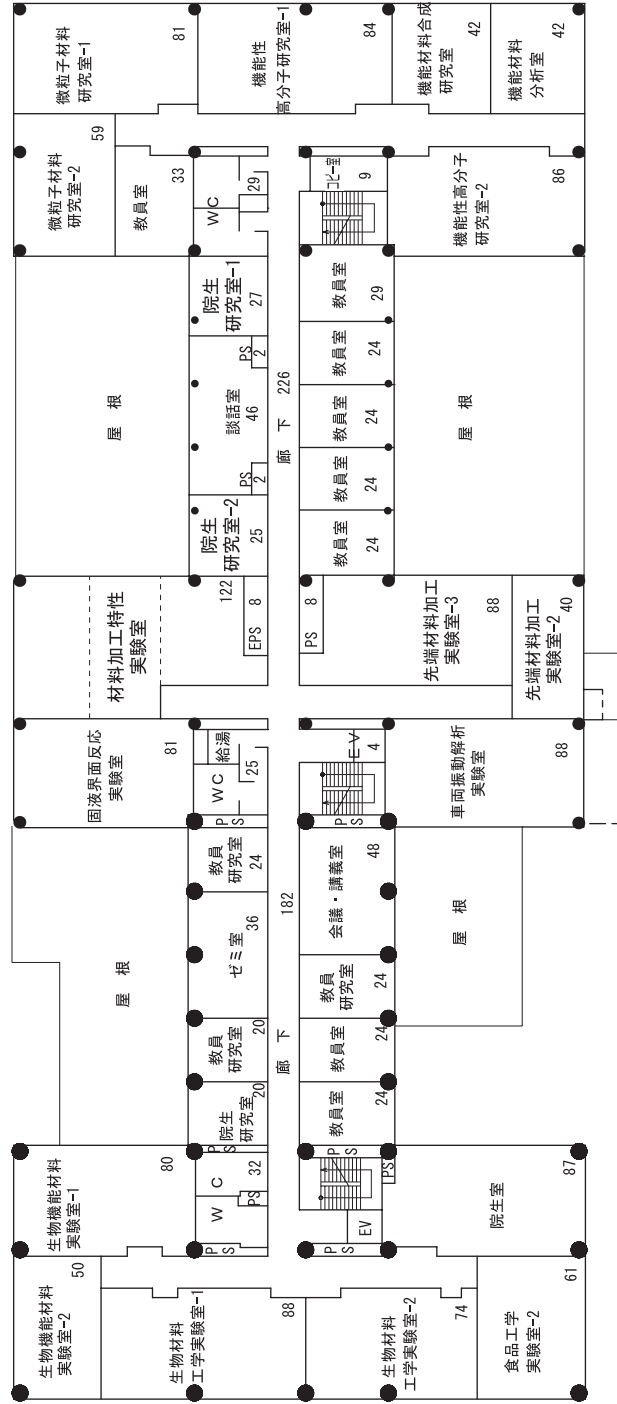 微粒子材料
研究室-1
81
機能性
高分子研究室-1
84
機能材料合成
研究室
42
機能材料
分析室
42
微粒子材料
研究室-2
59
教員室
33
WC
29
コピー室
9
機能性高分子
研究室-2
86
屋　根
院生
研究室-1
27
PS
2
談話室
46
PS
2
院生
研究室-2
25
廊　下
226
教員室
29
教員室
24
教員室
24
教員室
24
教員室
24
屋　根
材料加工特性
実験室
122
EPS
8
PS
8
先端材料加工
実験室-3
88
先端材料加工
実験室-2
40
固液界面反応
実験室
81
給湯
WC
25
PS
EV
4
PS
車両振動解析
実験室
88
屋　根
教員
研究室
24
ゼミ室
36
教員
研究室
20
院生
研究室
20
廊　下
182
会議・講義室
48
教員
研究室
24
教員室
24
教員室
24
屋　根
生物機能材料
実験室-1
80
PS
WC
32
PS
PS
PS
PS
EV
PS
院生室
87
生物機能材料
実験室-2
50
生物材料
工学実験室-1
88
生物材料
工学実験室-2
74
食品工学
実験室-2
61